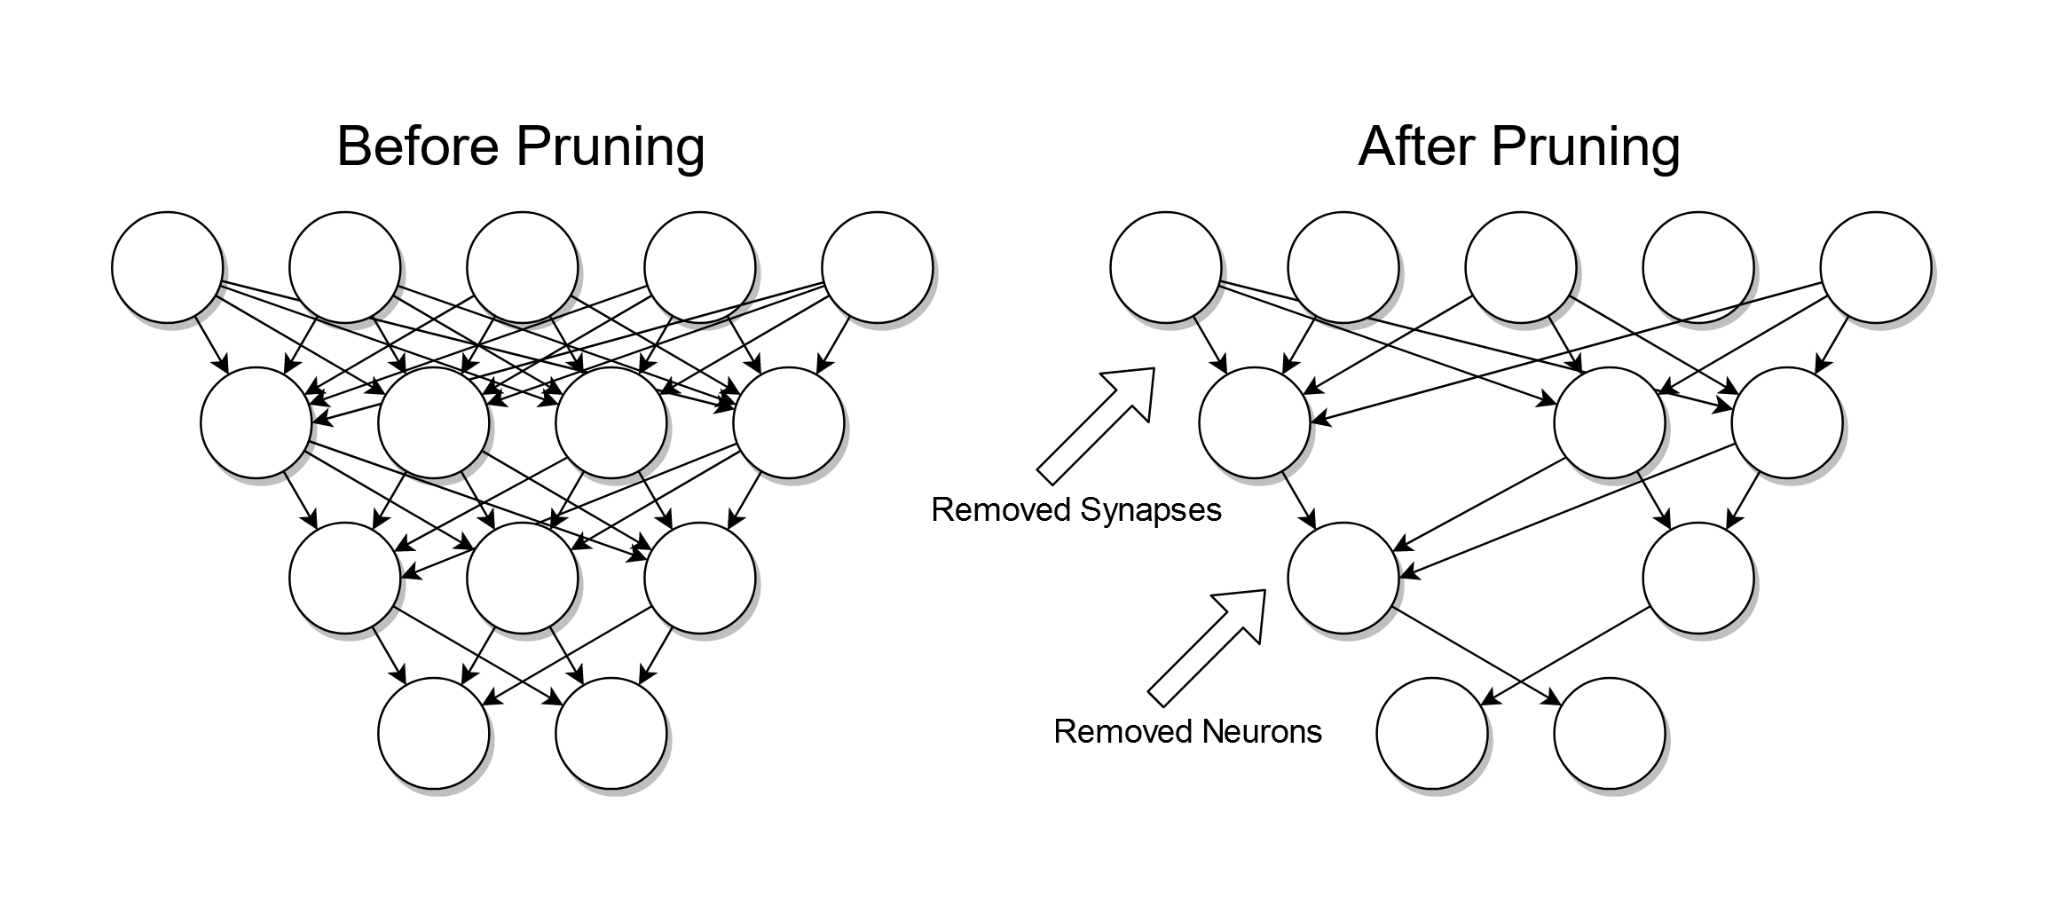 Before Pruning
After Pruning
Removed Synapses
Removed Neurons